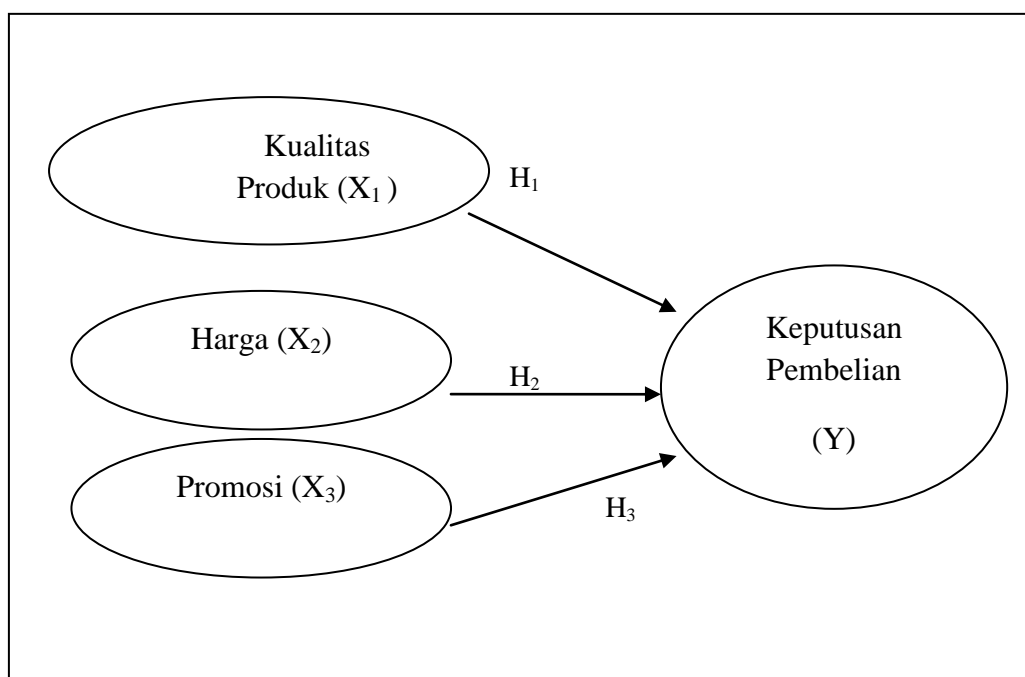 Kualitas
Produk (X₁ )
H₁
Harga (X₂)
H₂
Promosi (X₃)
H₃
Keputusan
Pembelian
(Y)